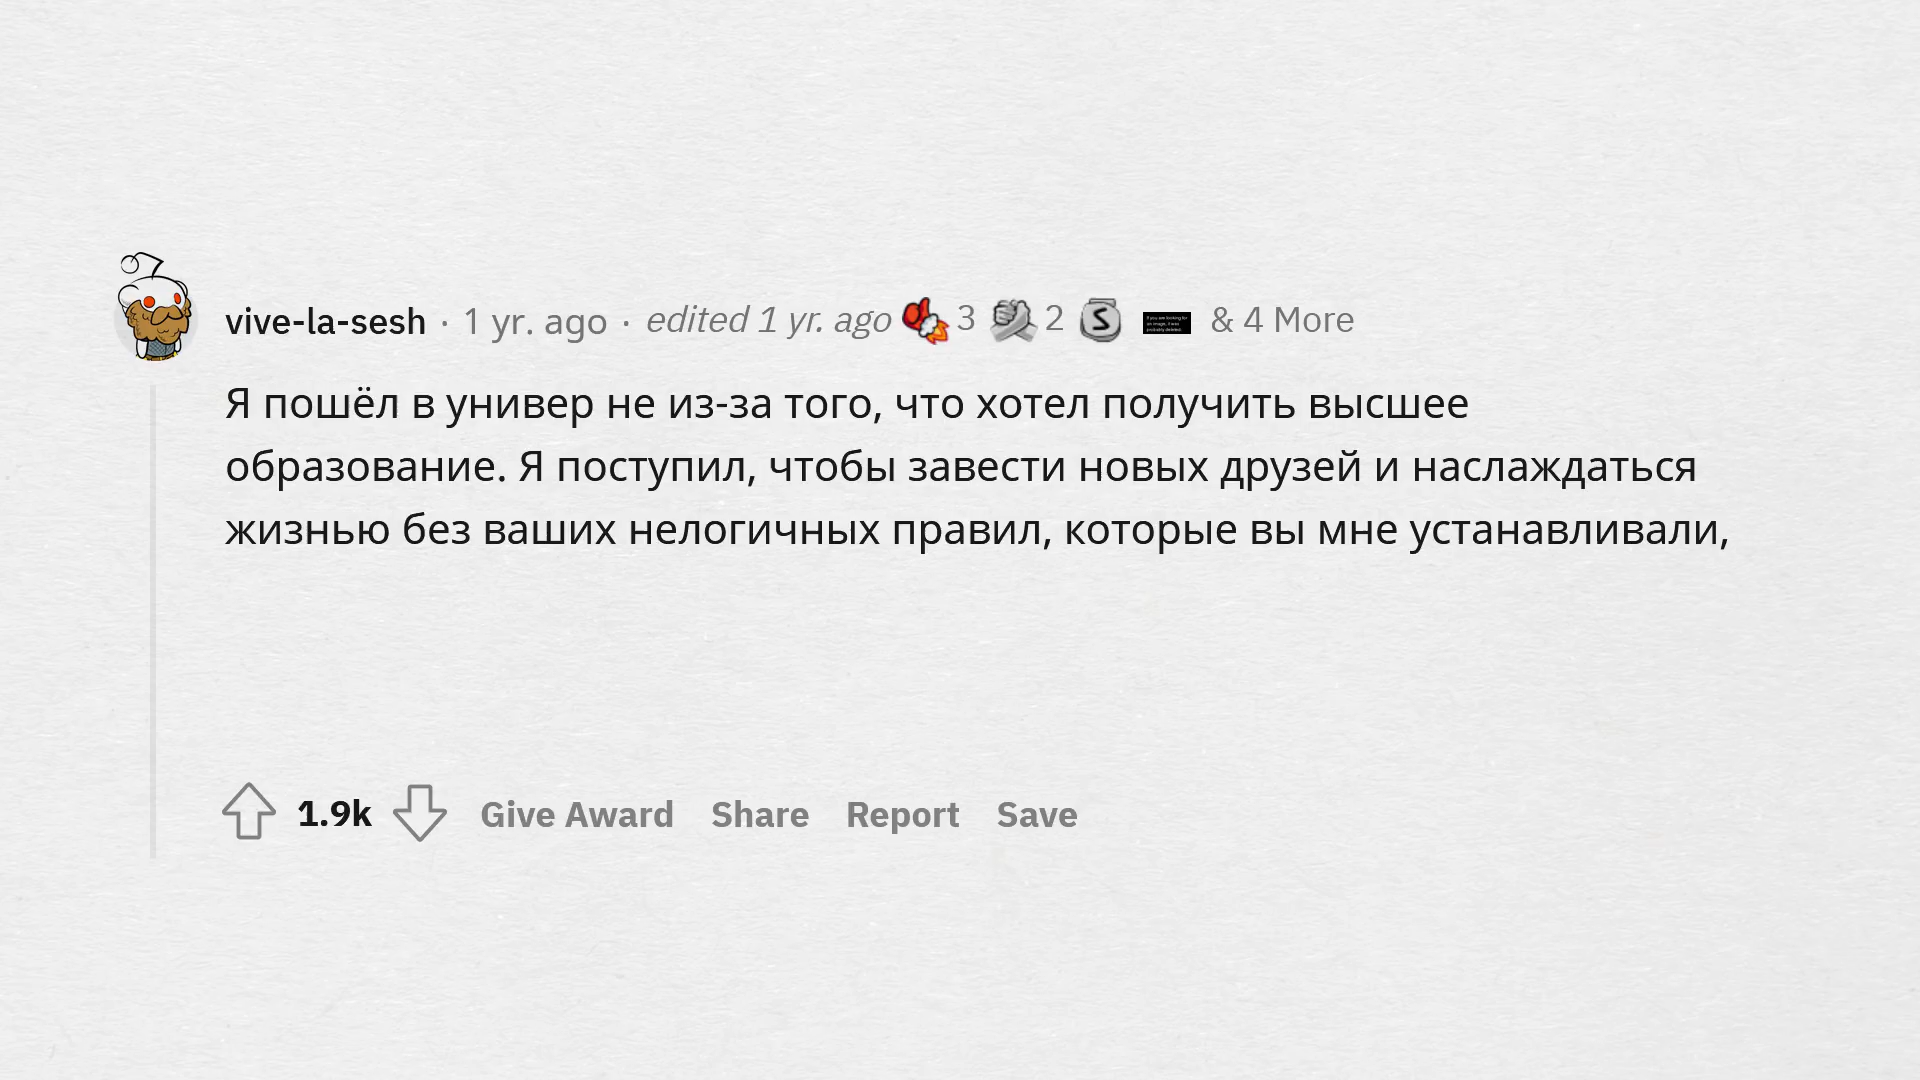 vive-la-sesh · 1 yr. ago · edited 1 yr. ago 3 2 S & 4 More
Я пошёл в универ не из-за того, что хотел получить высшее
образование. Я поступил, чтобы завести новых друзей и наслаждаться
жизнью без ваших нелогичных правил, которые вы мне устанавливали,
1.9k Give Award Share Report Save